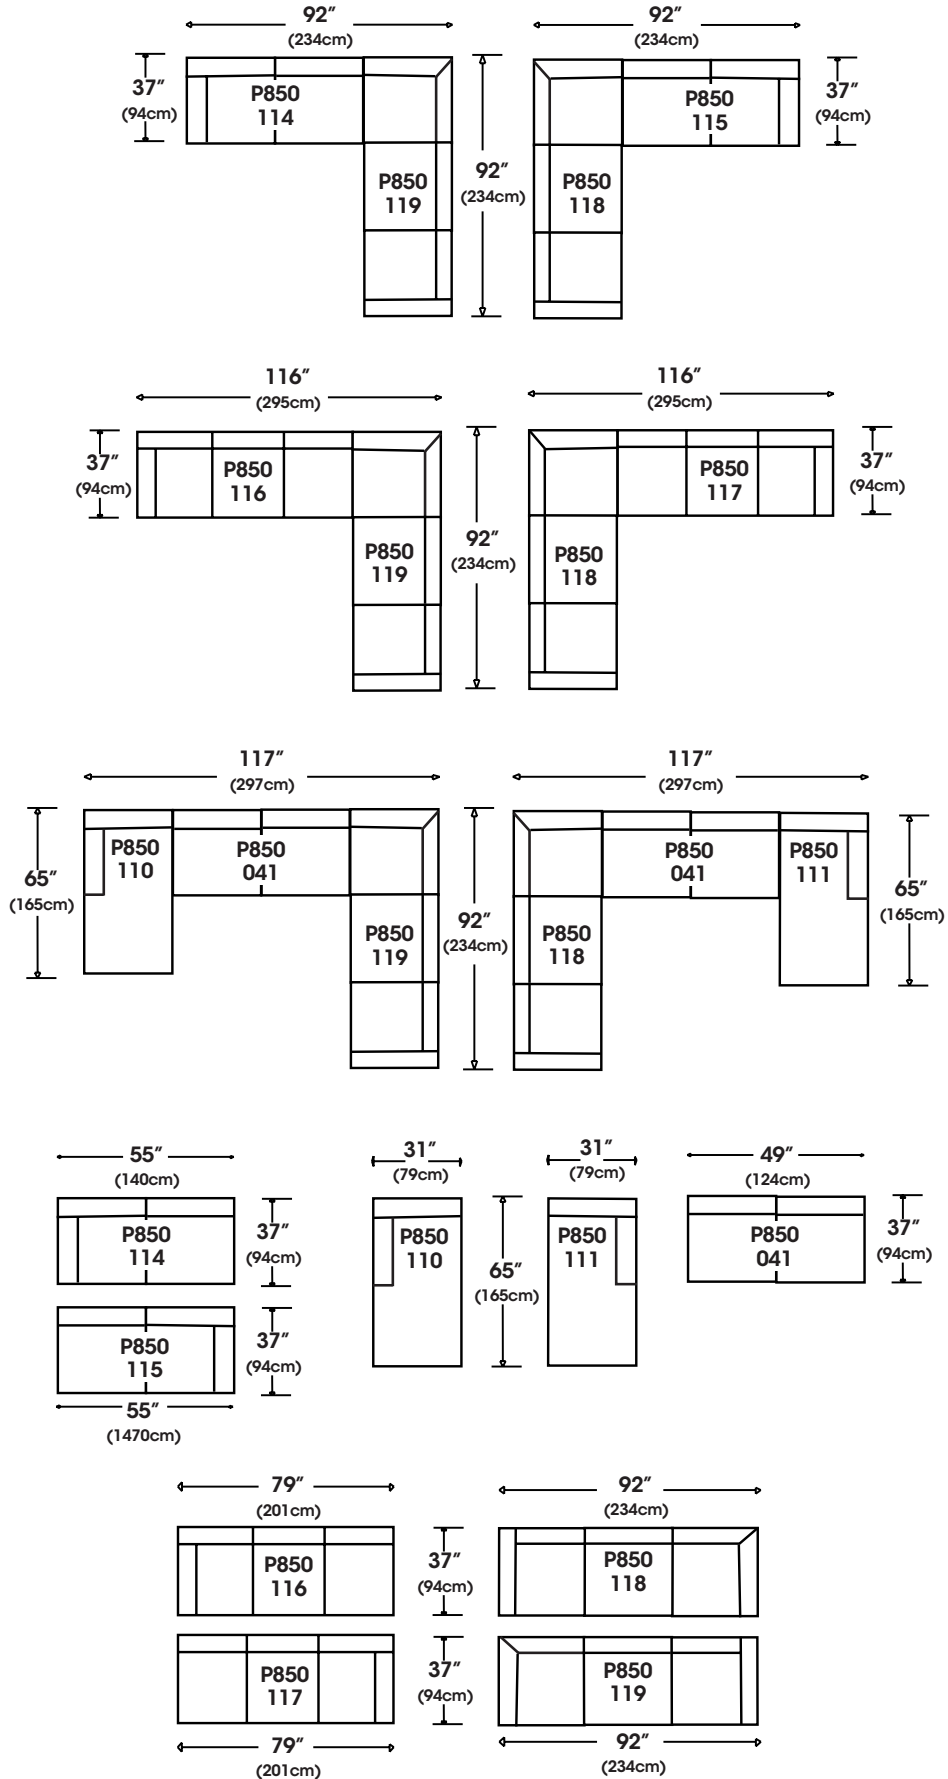 92″
(234cm)
92″
(234cm)
37″
(94cm)
P850
114
P850
119
92″
(234cm)
P850
118
P850
115
37″
(94cm)
116″
(295cm)
116″
(295cm)
37″
(94cm)
P850
116
P850
119
92″
(234cm)
P850
118
P850
117
37″
(94cm)
117″
(297cm)
117″
(297cm)
65″
(165cm)
P850
110
P850
041
P850
119
92″
(234cm)
P850
118
P850
041
P850
111
65″
(165cm)
55″
(140cm)
P850
114
37″
(94cm)
P850
115
37″
(94cm)
55″
(1470cm)
31″
(79cm)
P850
110
65″
(165cm)
31″
(79cm)
P850
111
49″
(124cm)
P850
041
37″
(94cm)
79″
(201cm)
P850
116
37″
(94cm)
92″
(234cm)
P850
118
P850
117
79″
(201cm)
37″
(94cm)
P850
119
92″
(234cm)